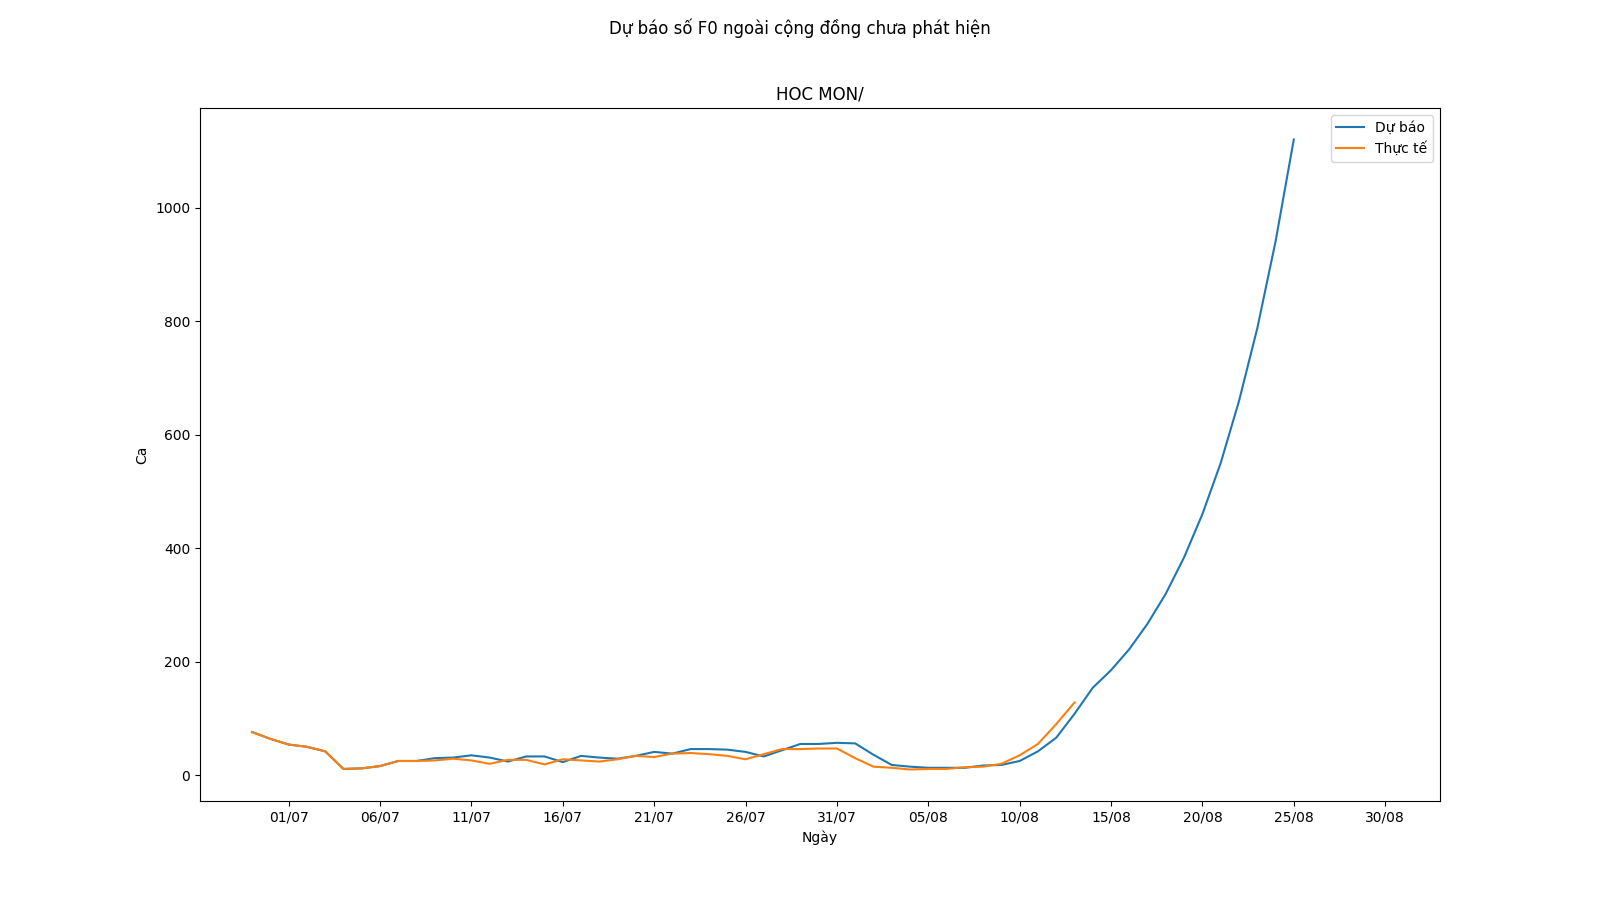 Dự báo số F0 ngoài cộng đồng chưa phát hiện
HOC MON/
Dự báo
Thực tế
1000
800
600
400
200
0
Ca
01/07 06/07 11/07 16/07 21/07 26/07 31/07 05/08 10/08 15/08 20/08 25/08 30/08
Ngày